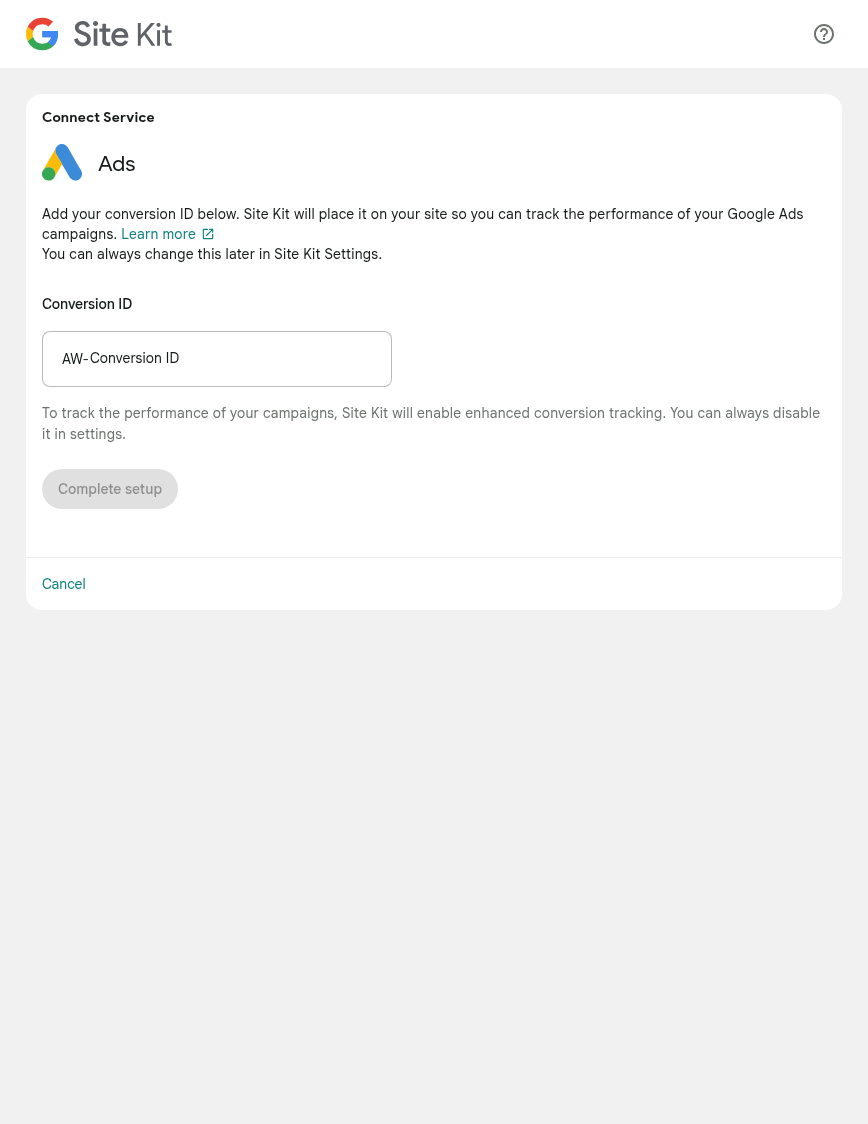 Site Kit
Connect Service
Ads
Add your conversion ID below. Site Kit will place it on your site so you can track the performance of your Google Ads
campaigns. Learn more
You can always change this later in Site Kit Settings.
Conversion ID
AW-Conversion ID
To track the performance of your campaigns, Site Kit will enable enhanced conversion tracking. You can always disable
it in settings.
Complete setup
Cancel